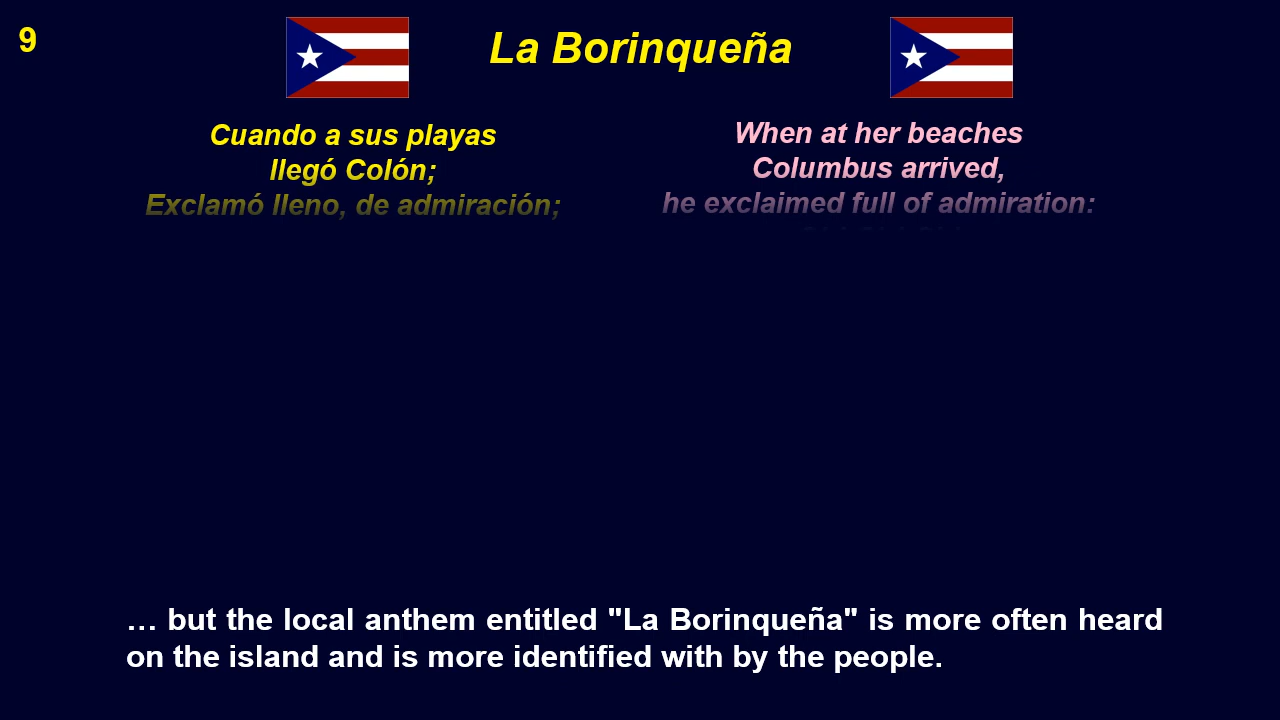 9
La Borinqueña
Cuando a sus playas
llegó Colón;
Exclamó lleno, de admiración;
When at her beaches
Columbus arrived,
he exclaimed full of admiration:
… but the local anthem entitled "La Borinqueña" is more often heard
on the island and is more identified with by the people.